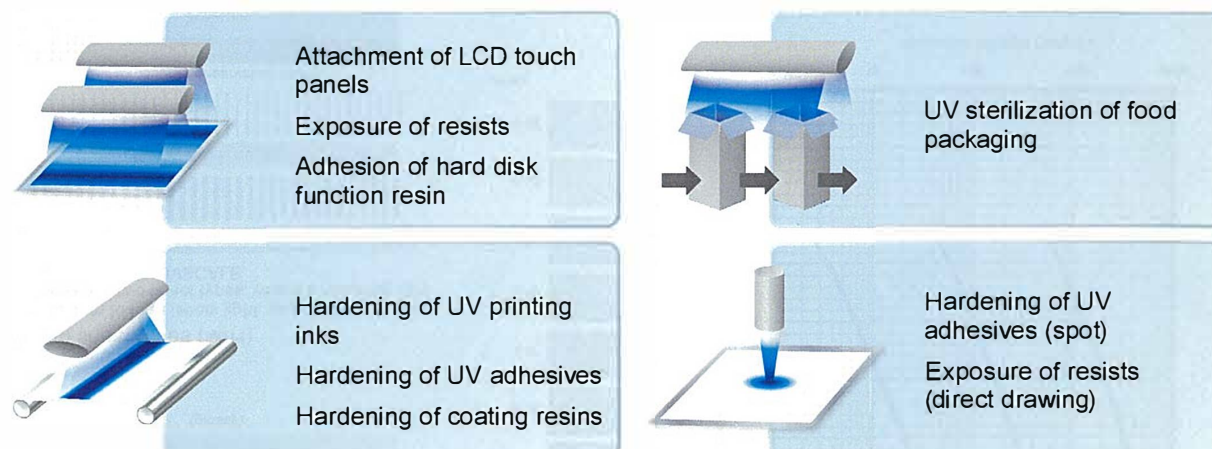 Attachment of LCD touch
panels
Exposure of resists
Adhesion of hard disk
function resin
UV sterilization of food
packaging
Hardening of UV printing
inks
Hardening of UV adhesives
Hardening of coating resins
Hardening of UV
adhesives (spot)
Exposure of resists
(direct drawing)